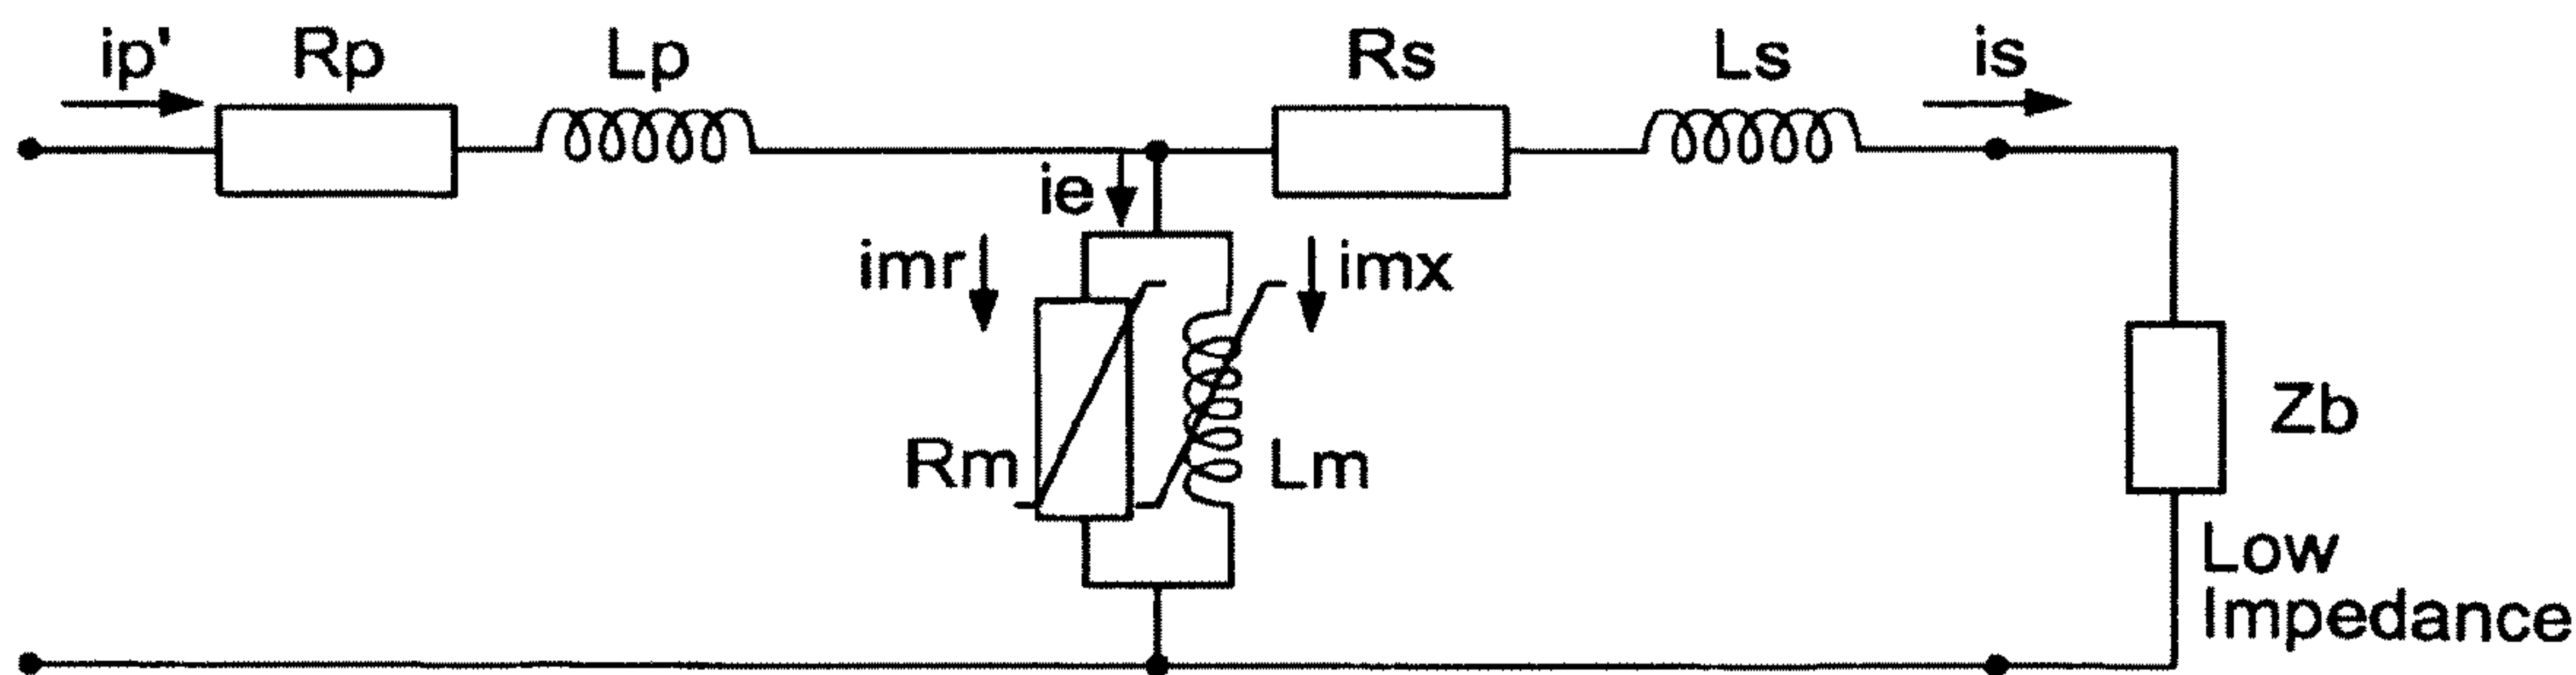 ip'
Rp
Lp
Rs
Ls
is
ie
imr
imx
Rm
Lm
Zb
Low
Impedance